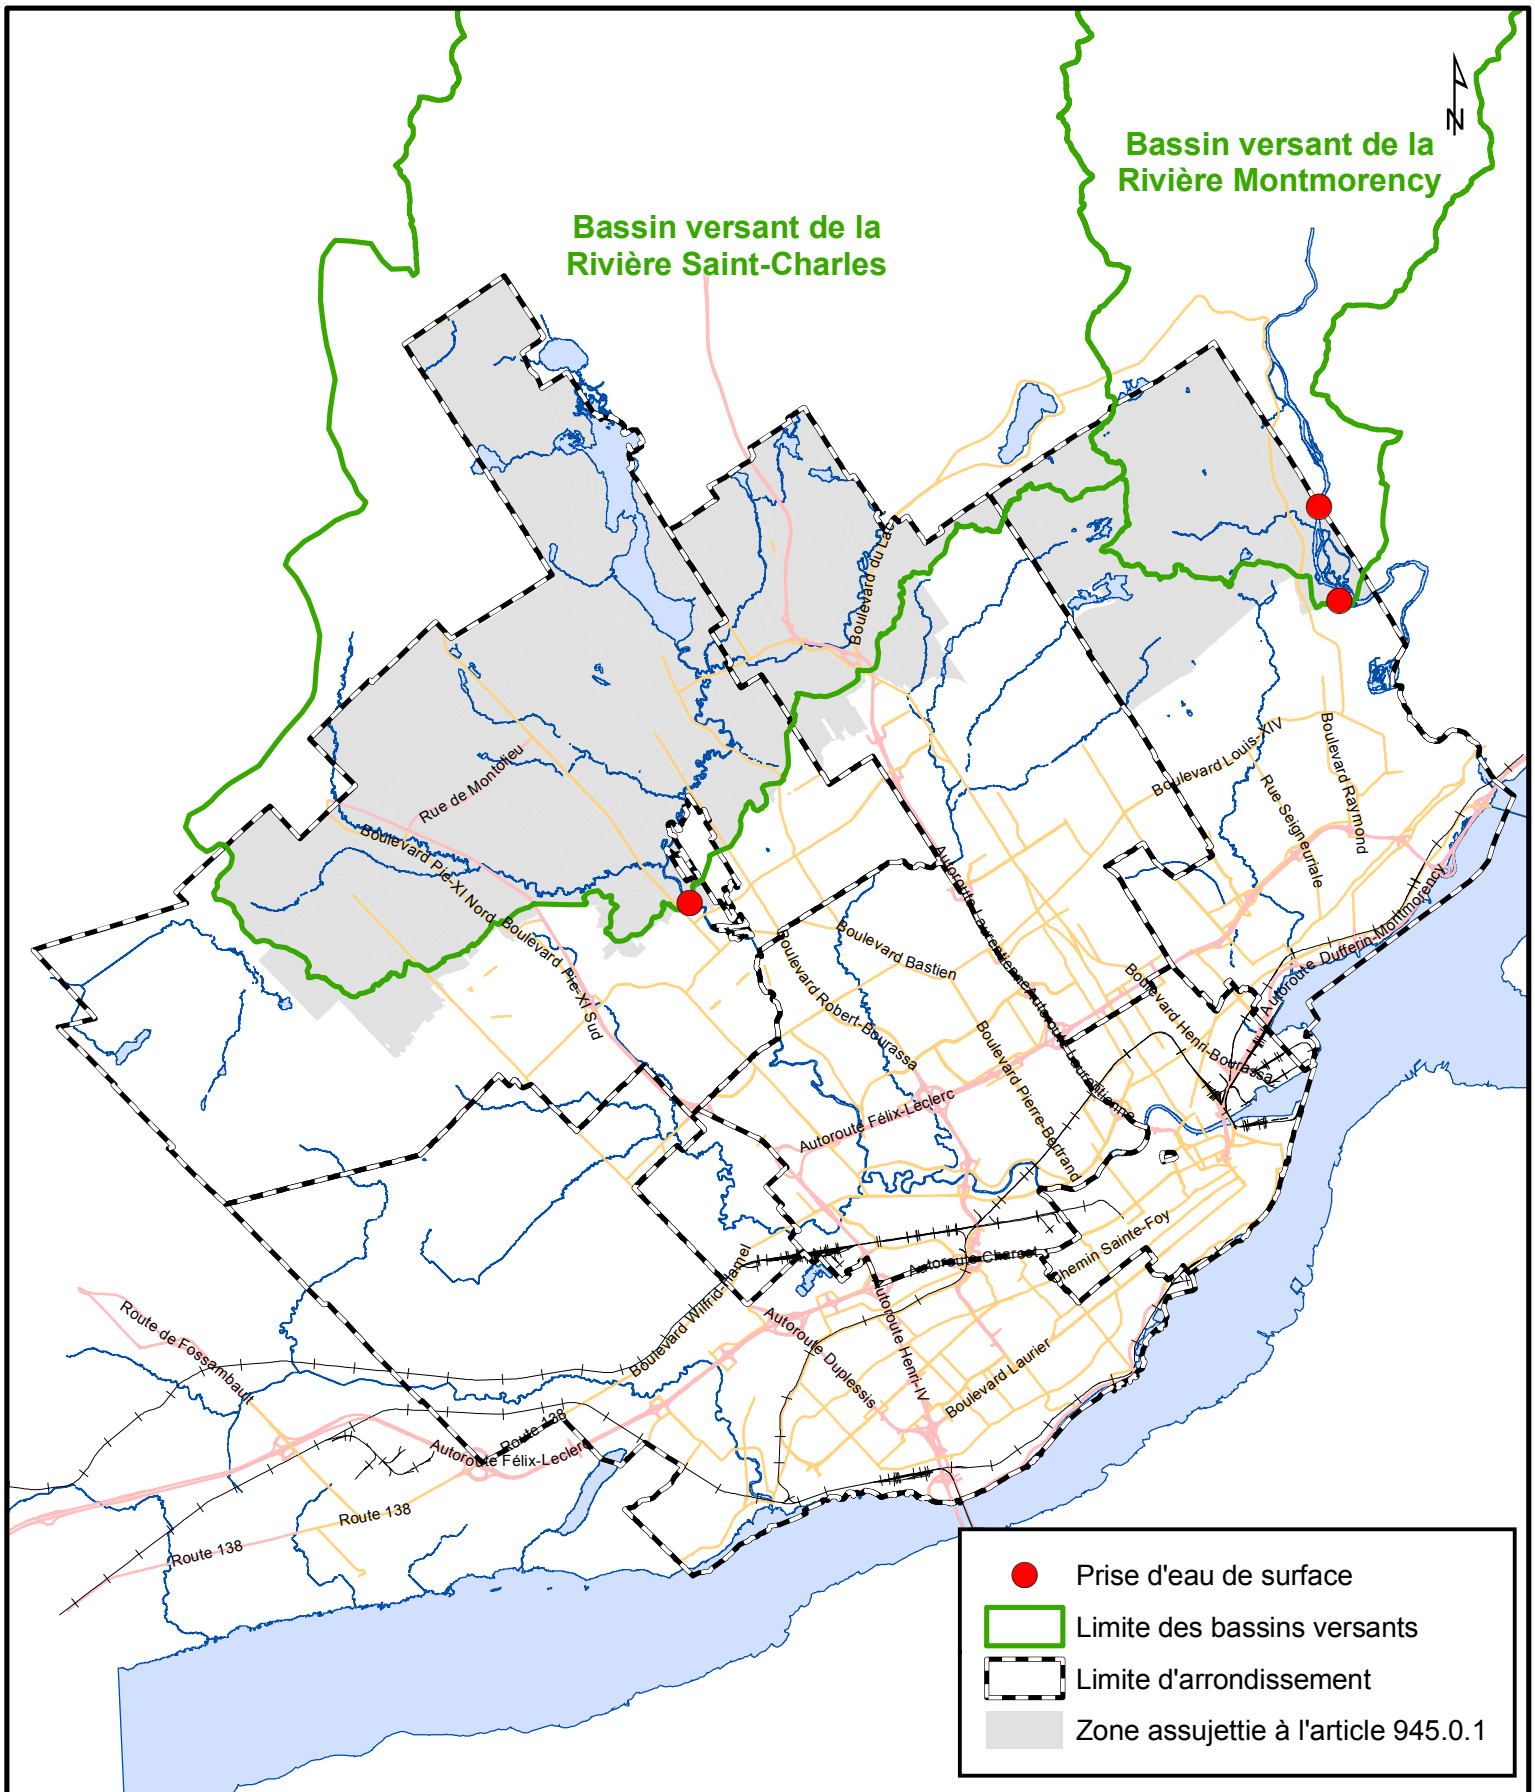 N
Bassin versant de la
Rivière Montmorency
Bassin versant de la
Rivière Saint-Charles
Boulevard du Lac
Rue de Montolieu
Boulevard Pie-XI Nord
Boulevard Pie-XI Sud
Boulevard Louis-XIV
Boulevard Raymond
Rue Seigneuriale
Autoroute Laurentienne
Autoroute Laurentienne
Boulevard Bastien
Boulevard Robert-Bourassa
Boulevard Henri-Bourassa
Autoroute Dufferin-Montmorency
Boulevard Pierre-Bertrand
Autoroute Félix-Leclerc
Chemin Sainte-Foy
Autoroute Charest
Boulevard Wilfrid-Hamel
Autoroute Henri-IV
Autoroute Duplessis
Boulevard Laurier
Route de Fossambault
Route 138
Autoroute Félix-Leclerc
Route 138
Route 138
Prise d'eau de surface
Limite des bassins versants
Limite d'arrondissement
Zone assujettie à l'article 945.0.1